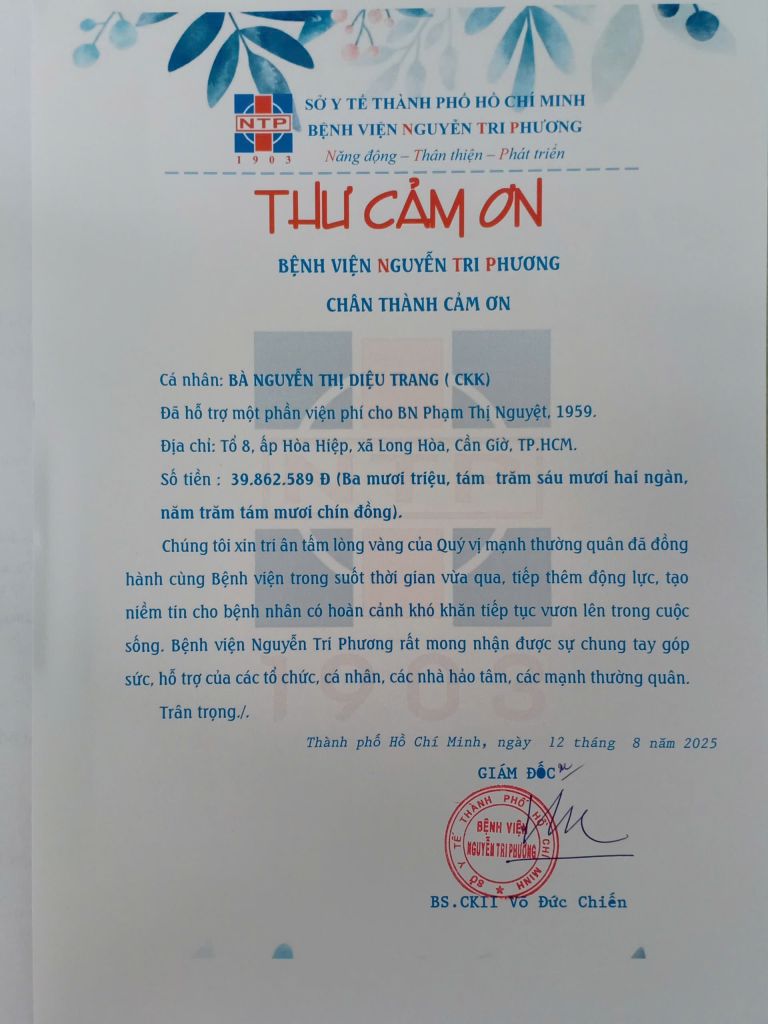 NTP
1903
SỞ Y TẾ THÀNH PHỐ HỒ CHÍ MINH
BỆNH VIỆN NGUYỄN TRI PHƯƠNG
Năng động – Thân thiện – Phát triển
THƯ CẢM ƠN
BỆNH VIỆN NGUYỄN TRI PHƯƠNG
CHÂN THÀNH CẢM ƠN
Cá nhân: BÀ NGUYỄN THỊ DIỆU TRANG ( CKK)
Đã hỗ trợ một phần viện phí cho BN Phạm Thị Nguyệt, 1959.
Địa chỉ: Tổ 8, ấp Hòa Hiệp, xã Long Hòa, Cần Giờ, TP.HCM.
Số tiền : 39.862.589 Đ (Ba mươi triệu, tám trăm sáu mươi hai ngàn,
năm trăm tám mươi chín đồng).
Chúng tôi xin tri ân tấm lòng vàng của Quý vị mạnh thường quân đã đồng
hành cùng Bệnh viện trong suốt thời gian vừa qua, tiếp thêm động lực, tạo
niềm tin cho bệnh nhân có hoàn cảnh khó khăn tiếp tục vươn lên trong cuộc
sống. Bệnh viện Nguyễn Tri Phương rất mong nhận được sự chung tay góp
sức, hỗ trợ của các tổ chức, cá nhân, các nhà hảo tâm, các mạnh thường quân.
Trân trọng./.
Thành phố Hồ Chí Minh, ngày 12 tháng 8 năm 2025
GIÁM ĐỐC
SỞ Y TẾ THÀNH PHỐ HỒ CHÍ MINH
BỆNH VIỆN
NGUYỄN TRI PHƯƠNG
BS.CKII Võ Đức Chiến